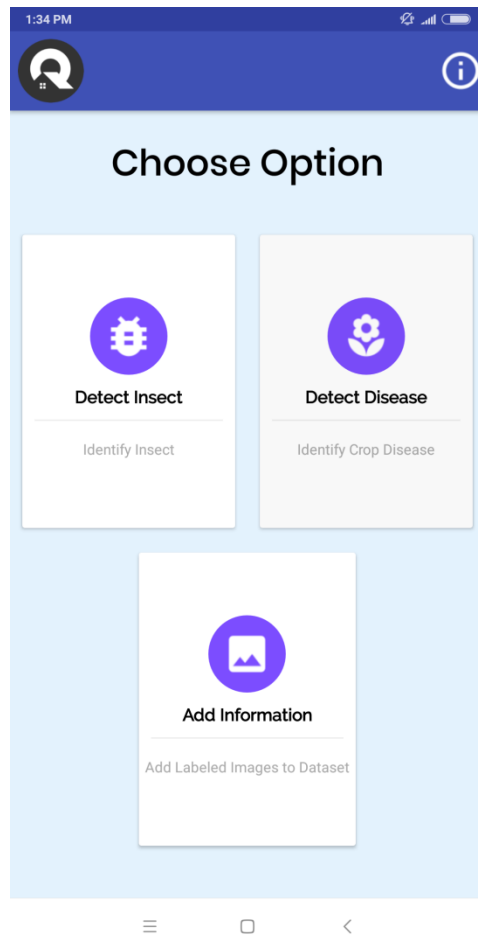 1:34 PM
Choose Option
Detect Insect
Identify Insect
Detect Disease
Identify Crop Disease
Add Information
Add Labeled Images to Dataset